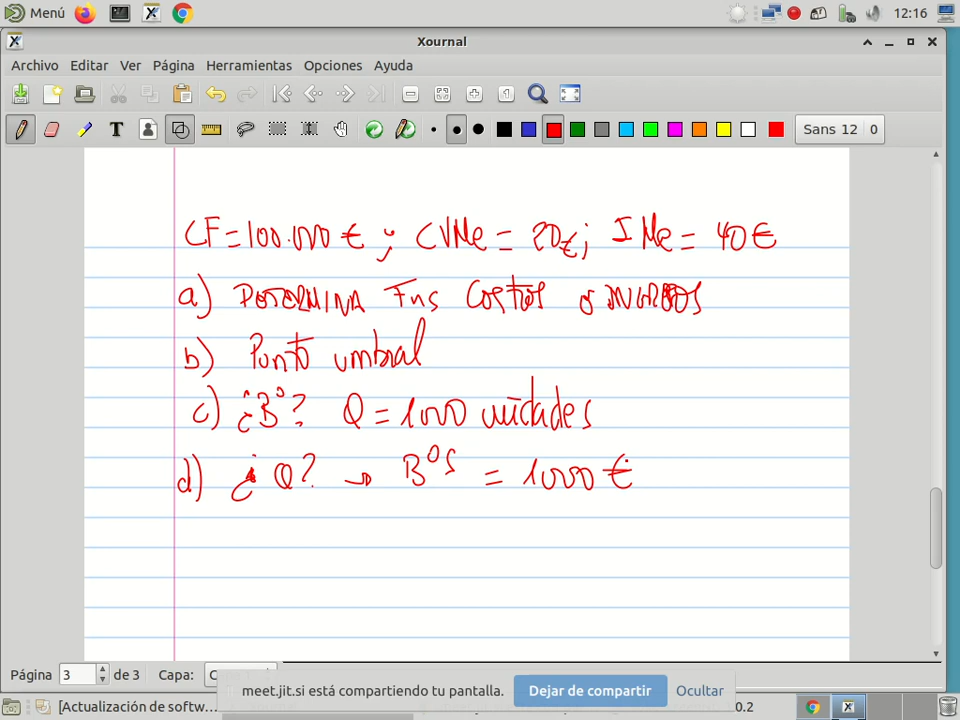 Menú
12:16
Xournal
Archivo Editar Ver Página Herramientas Opciones Ayuda
Sans 12 0
CF=100.000 €; CVMe = 20€; IMe = 40€
a) DETERMINA Fns Costes e INGRESOS
b) Punto umbral
c) ¿Bº? Q = 1000 unidades
d) ¿Q? → Bºs = 1000 €
Página 3 de 3 Capa:
meet.jit.si está compartiendo tu pantalla. Dejar de compartir Ocultar
[Actualización de softw... 0.2